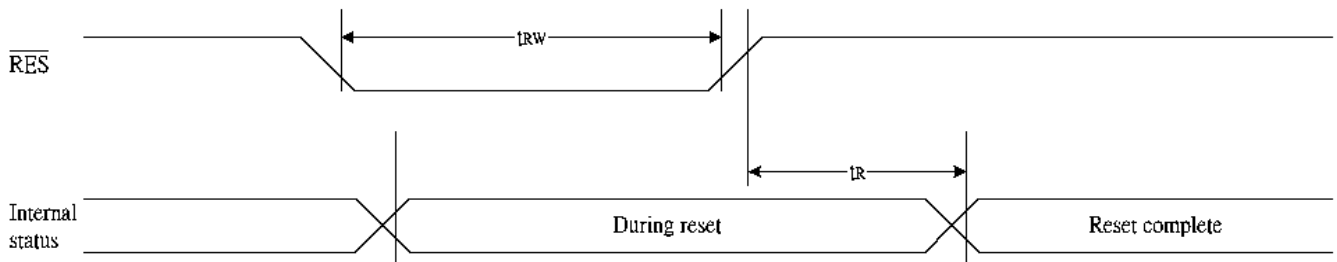 tRW
RES
tR
Internal
status
During reset
Reset complete